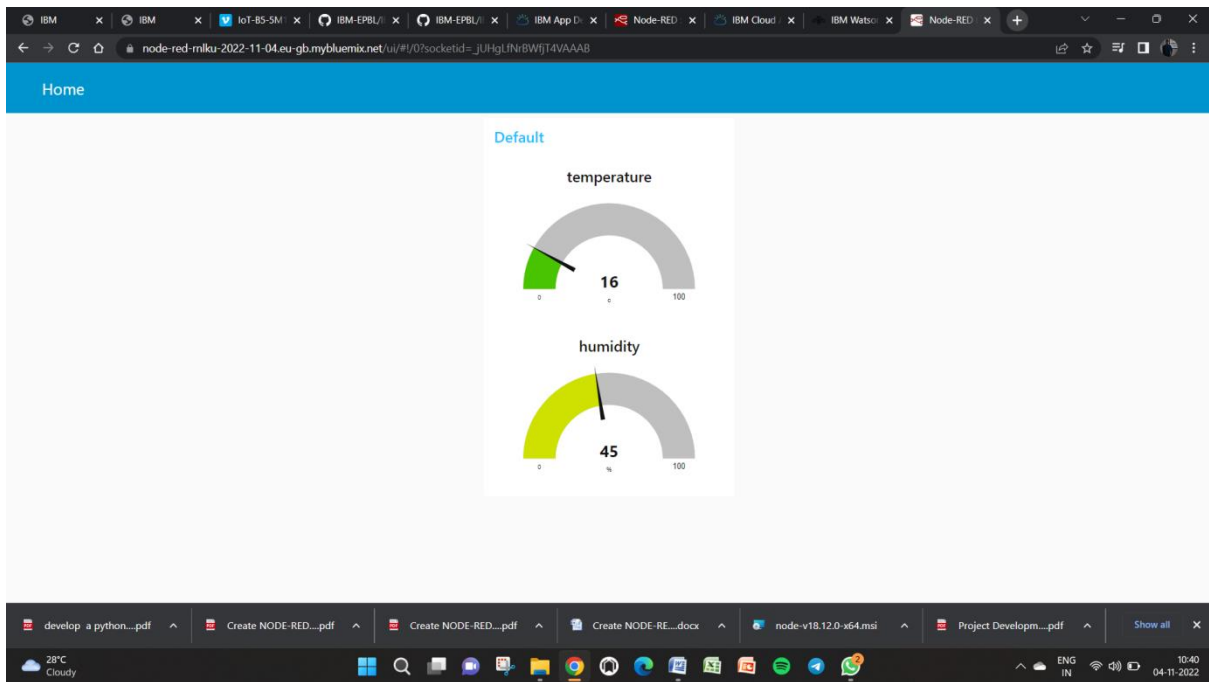 IBM
IBM
IoT-B5-5M1
IBM-EPBL/I
IBM-EPBL/I
IBM App De
Node-RED
IBM Cloud
IBM Watso
Node-RED
node-red-rnlku-2022-11-04.eu-gb.mybluemix.net/ui/#!/0?socketid=_jUHgLfNrBWfjT4VAAAB
Home
Default
temperature
16
0
100
humidity
45
0
%
100
develop a python....pdf
Create NODE-RED....pdf
Create NODE-RED....pdf
Create NODE-RE....docx
node-v18.12.0-x64.msi
Project Developm....pdf
Show all
28°C
Cloudy
2
ENG
IN
10:40
04-11-2022